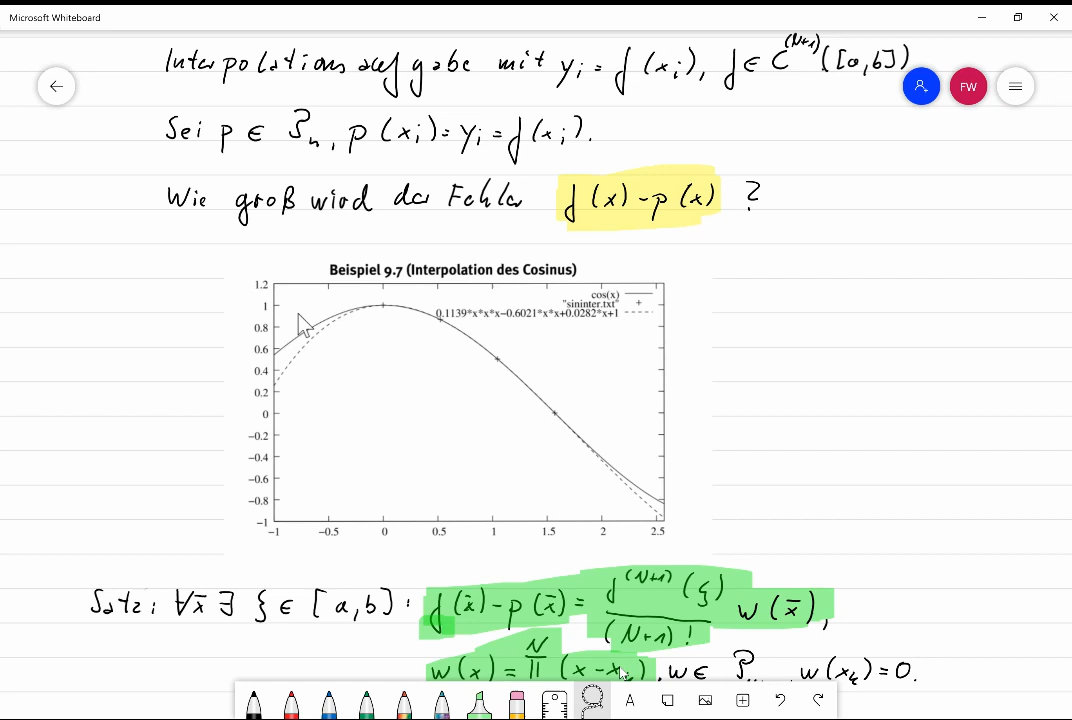 Microsoft Whiteboard
Interpolationsaufgabe mit yᵢ = f(xᵢ), f ∈ C⁽ᴺ⁺¹⁾([a,b])
FW
Sei p ∈ 𝒫ₙ, p(xᵢ) = yᵢ = f(xᵢ).
Wie groß wird der Fehler f(x) - p(x) ?
Beispiel 9.7 (Interpolation des Cosinus)
cos(x)
"sininter.txt"
0.1139*x*x*x-0.6021*x*x+0.0282*x+1
1.2
1
0.8
0.6
0.4
0.2
0
-0.2
-0.4
-0.6
-0.8
-1
-1 -0.5 0 0.5 1 1.5 2 2.5
Satz: ∀x̄ ∃ ξ ∈ [a,b]: f(x̄) - p(x̄) = f⁽ᴺ⁺¹⁾(ξ) / (N+1)! w(x̄),
w(x) = ∏ᴺ (x - xₖ), w ∈ 𝒫 , w(xₖ) = 0.
A